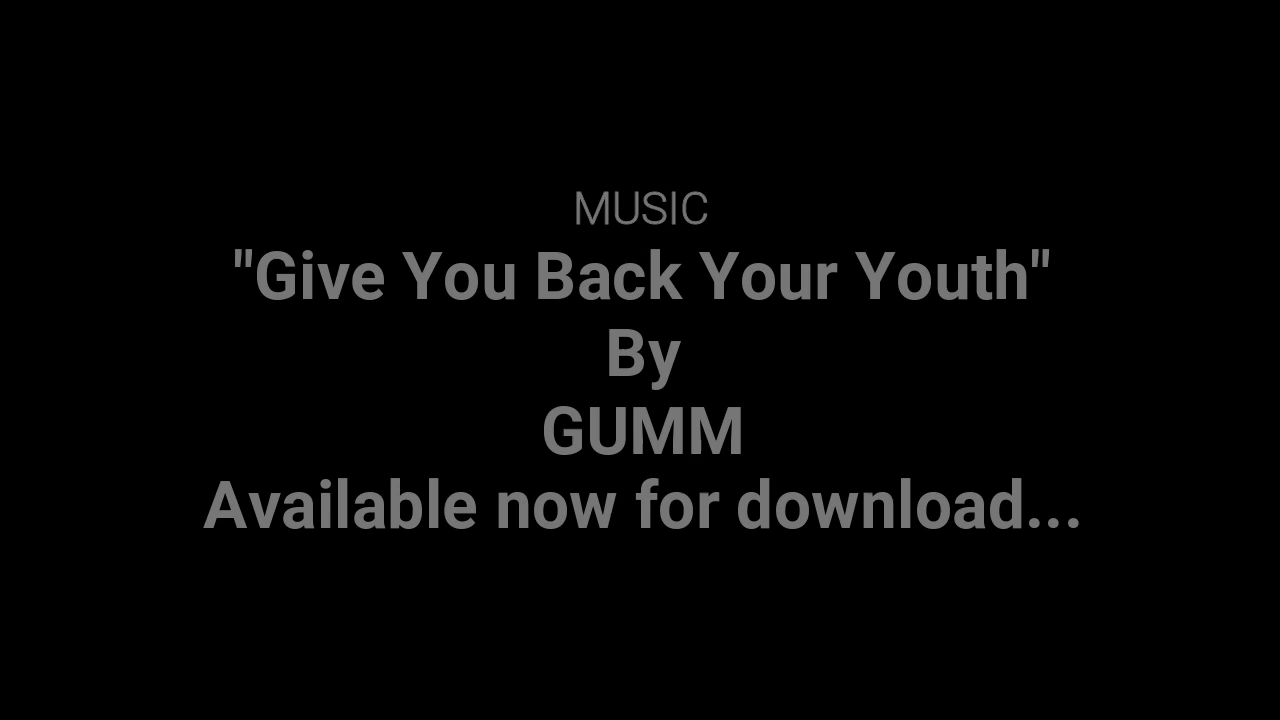 MUSIC
"Give You Back Your Youth"
By
GUMM
Available now for download...